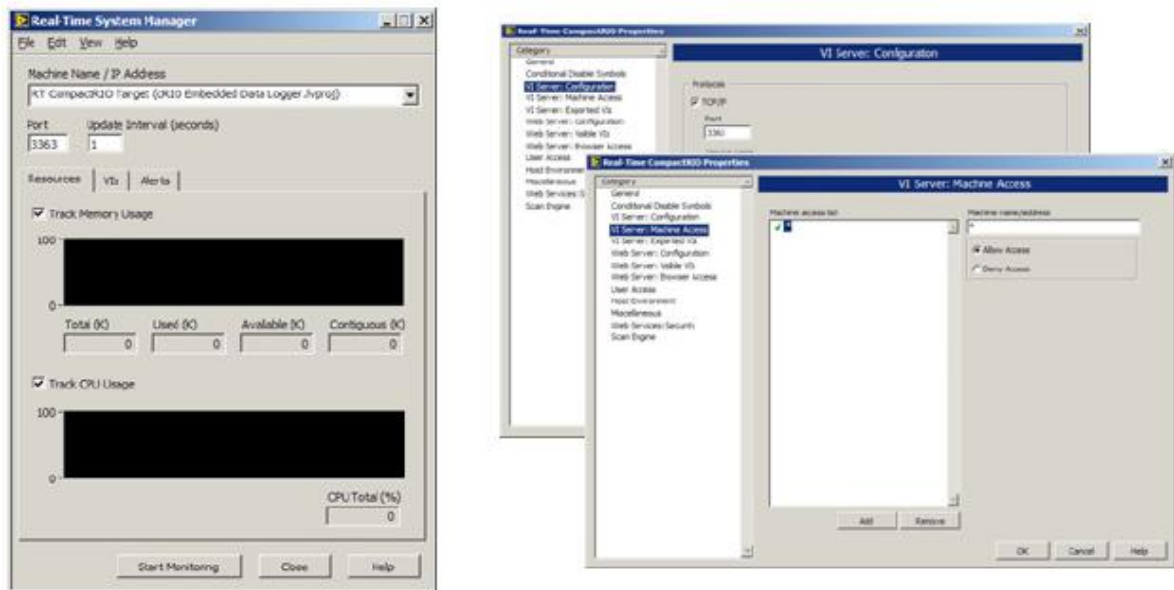 Real-Time System Manager
File Edit View Help
Machine Name / IP Address
RT CompactRIO Target (cRIO Embedded Data Logger.lvproj)
Port Update Interval (seconds)
3363 1
Resources VIs Alerts
Track Memory Usage
100
0
Total (K) Used (K) Available (K) Contiguous (K)
0 0 0 0
Track CPU Usage
100
0
CPU Total (%)
0
Start Monitoring Close Help
Real-Time CompactRIO Properties
Category
General
Conditional Disable Symbols
VI Server: Configuration
VI Server: Machine Access
VI Server: Exported VIs
Web Server: Configuration
Web Server: Visible VIs
Web Server: Browser Access
User Access
Host Environment
Miscellaneous
Web Services: S
Scan Engine
VI Server: Configuration
Protocols
TCP/IP
Port
Real-Time CompactRIO Properties
Category
General
Conditional Disable Symbols
VI Server: Configuration
VI Server: Machine Access
VI Server: Exported VIs
Web Server: Configuration
Web Server: Visible VIs
Web Server: Browser Access
User Access
Host Environment
Miscellaneous
Web Services: Security
Scan Engine
VI Server: Machine Access
Machine access list
*
Machine name/address
*
Allow Access
Deny Access
Add Remove
OK Cancel Help